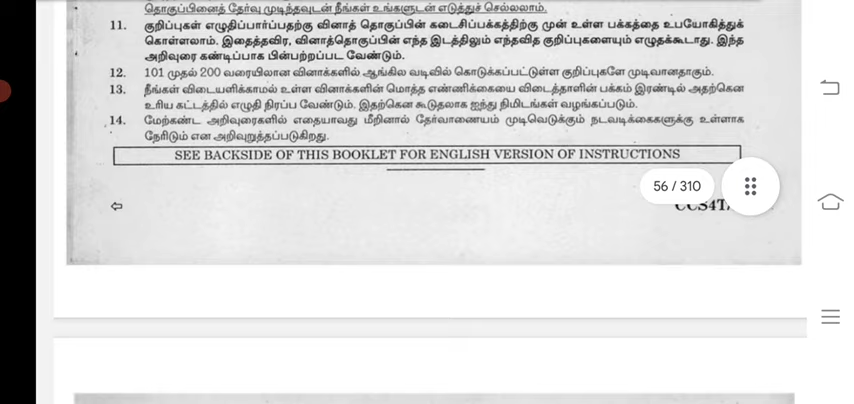 தொகுப்பினைத் தேர்வு முடிந்தவுடன் நீங்கள் உங்களுடன் எடுத்துச் செல்லலாம்.
11. குறிப்புகள் எழுதிப்பார்ப்பதற்கு வினாத் தொகுப்பின் கடைசிப்பக்கத்திற்கு முன் உள்ள பக்கத்தை உபயோகித்துக்
கொள்ளலாம். இதைத்தவிர, வினாத்தொகுப்பின் எந்த இடத்திலும் எந்தவித குறிப்புகளையும் எழுதக்கூடாது. இந்த
அறிவுரை கண்டிப்பாக பின்பற்றப்பட வேண்டும்.
12. 101 முதல் 200 வரையிலான வினாக்களில் ஆங்கில வடிவில் கொடுக்கப்பட்டுள்ள குறிப்புகளே முடிவானதாகும்.
13. நீங்கள் விடையளிக்காமல் உள்ள வினாக்களின் மொத்த எண்ணிக்கையை விடைத்தாளின் பக்கம் இரண்டில் அதற்கென
உரிய கட்டத்தில் எழுதி நிரப்ப வேண்டும். இதற்கென கூடுதலாக ஐந்து நிமிடங்கள் வழங்கப்படும்.
14. மேற்கண்ட அறிவுரைகளில் எதையாவது மீறினால் தேர்வாணையம் முடிவெடுக்கும் நடவடிக்கைகளுக்கு உள்ளாக
நேரிடும் என அறிவுறுத்தப்படுகிறது.
SEE BACKSIDE OF THIS BOOKLET FOR ENGLISH VERSION OF INSTRUCTIONS
56 / 310